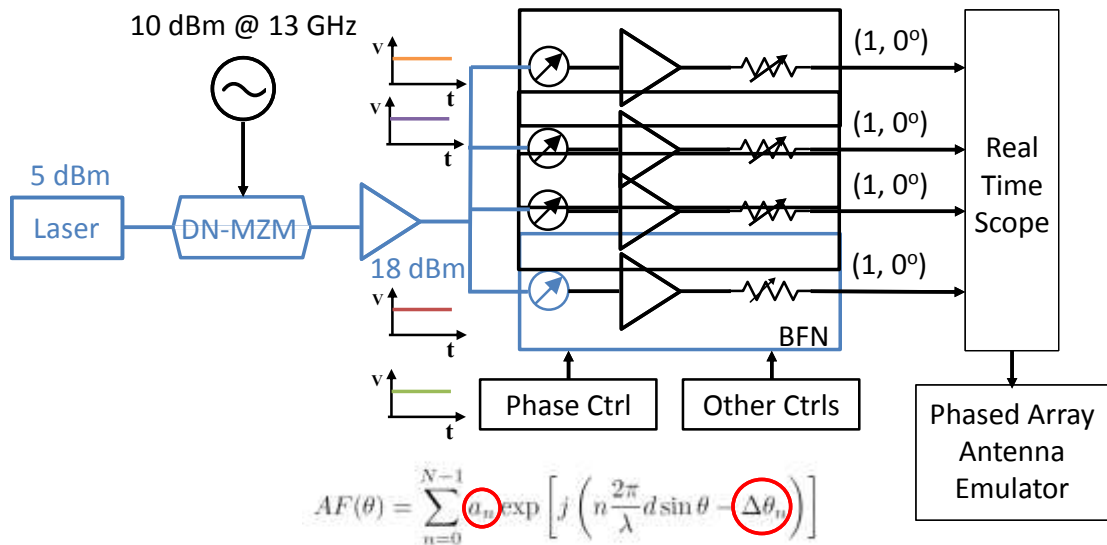 10 dBm @ 13 GHz
5 dBm
Laser
DN-MZM
18 dBm
v
t
v
t
v
t
v
t
(1, 0°)
(1, 0°)
(1, 0°)
(1, 0°)
BFN
Phase Ctrl
Other Ctrls
Real
Time
Scope
Phased Array
Antenna
Emulator
AF(θ) = \sum_{n=0}^{N-1} a_n exp [ j ( n \frac{2π}{λ} d sin θ − Δθ_n ) ]